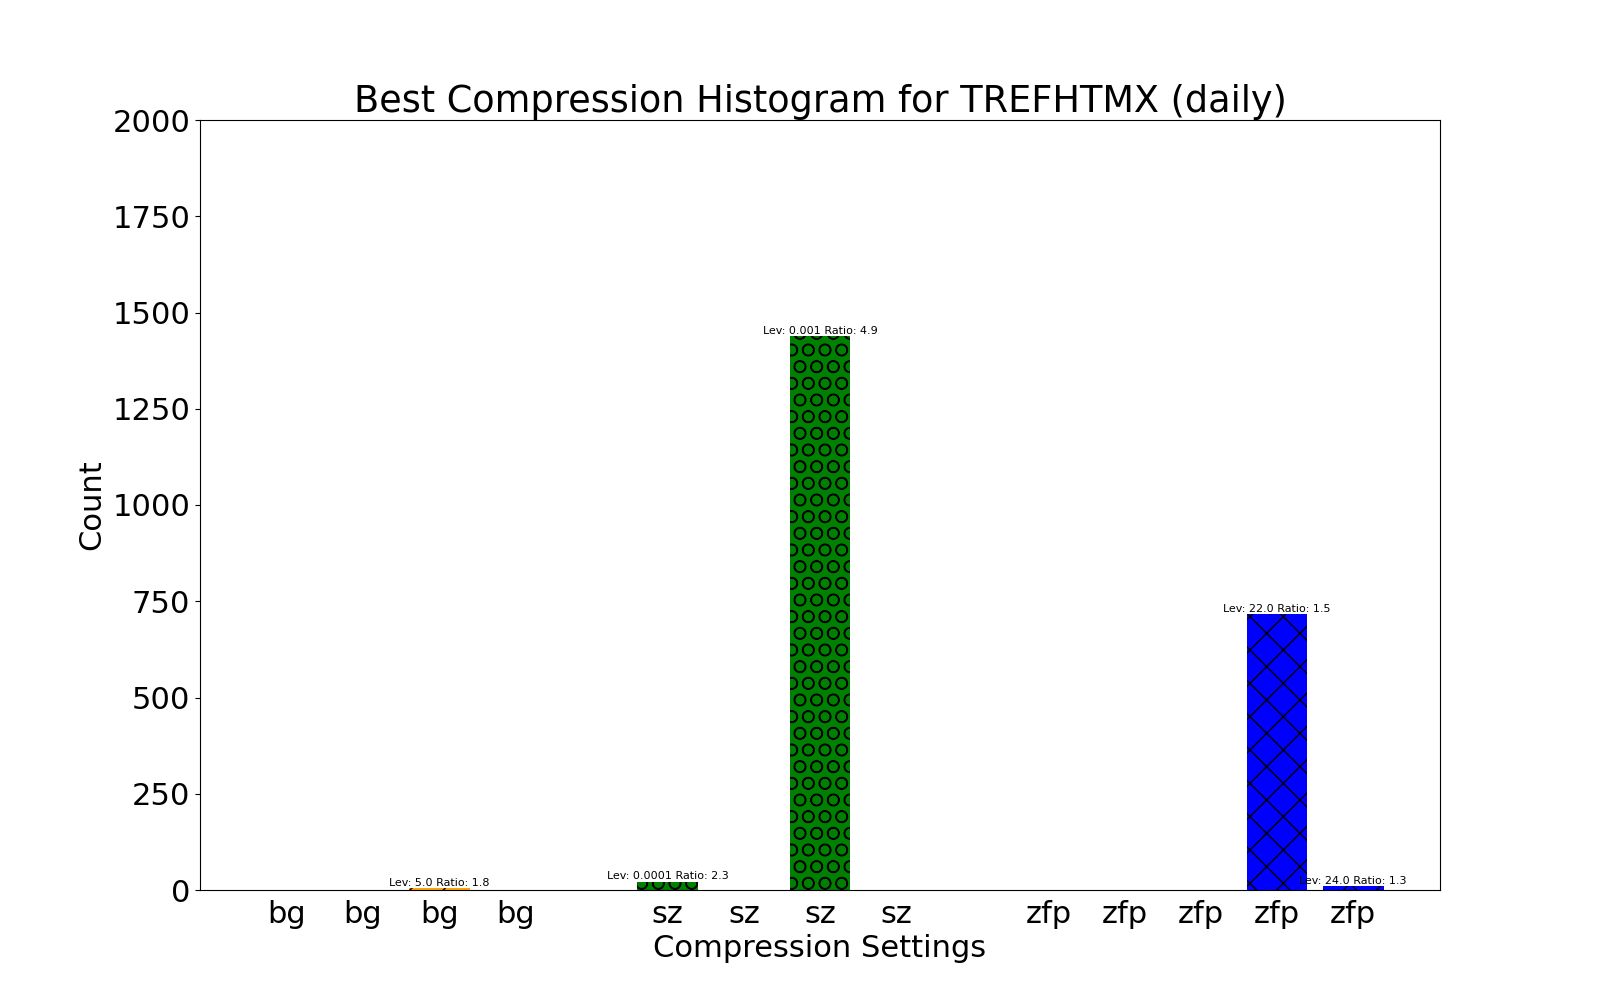 Best Compression Histogram for TREFHTMX (daily)
2000
1750
1500
1250
1000
750
500
250
0
Count
Lev: 5.0 Ratio: 1.8
Lev: 0.0001 Ratio: 2.3
Lev: 0.001 Ratio: 4.9
Lev: 22.0 Ratio: 1.5
Lev: 24.0 Ratio: 1.3
bg bg bg bg sz sz sz sz zfp zfp zfp zfp zfp
Compression Settings